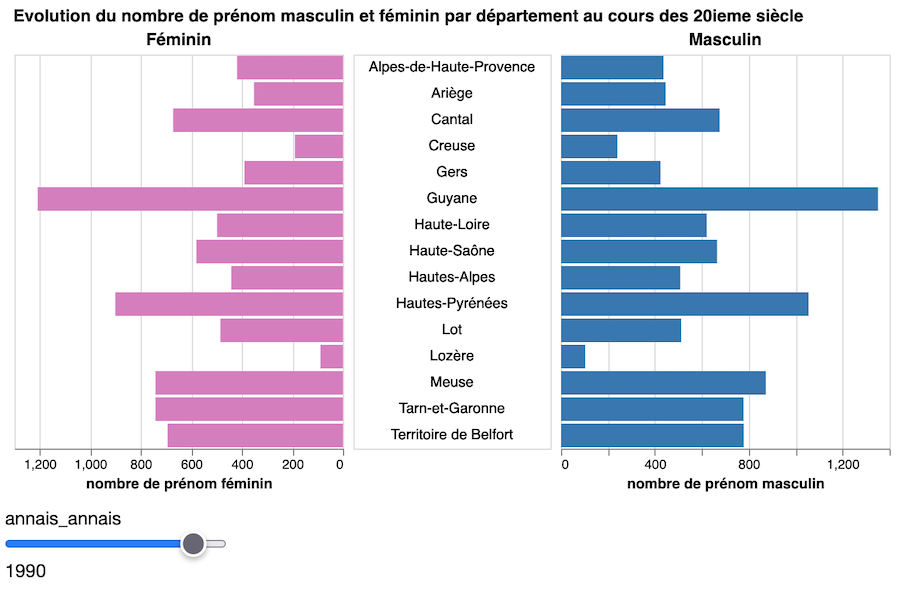 Evolution du nombre de prénom masculin et féminin par département au cours des 20ieme siècle
Féminin
Masculin
Alpes-de-Haute-Provence
Ariège
Cantal
Creuse
Gers
Guyane
Haute-Loire
Haute-Saône
Hautes-Alpes
Hautes-Pyrénées
Lot
Lozère
Meuse
Tarn-et-Garonne
Territoire de Belfort
1,200 1,000 800 600 400 200 0
0 400 800 1,200
nombre de prénom féminin
nombre de prénom masculin
annais_annais
1990